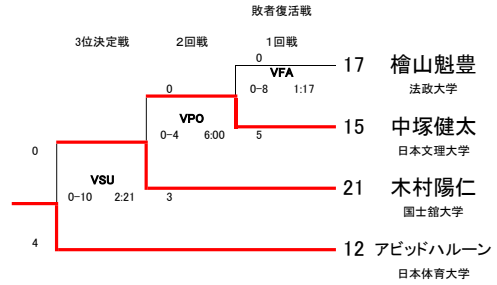 敗者復活戦
3位決定戦 2回戦 1回戦
0
17 檜山魁豊
VFA
0 0-8 1:17 法政大学
VPO
15 中塚健太
0-4 6:00 5
0 日本文理大学
VSU
21 木村陽仁
0-10 2:21 3
国士舘大学
4 12 アビッドハルーン
日本体育大学